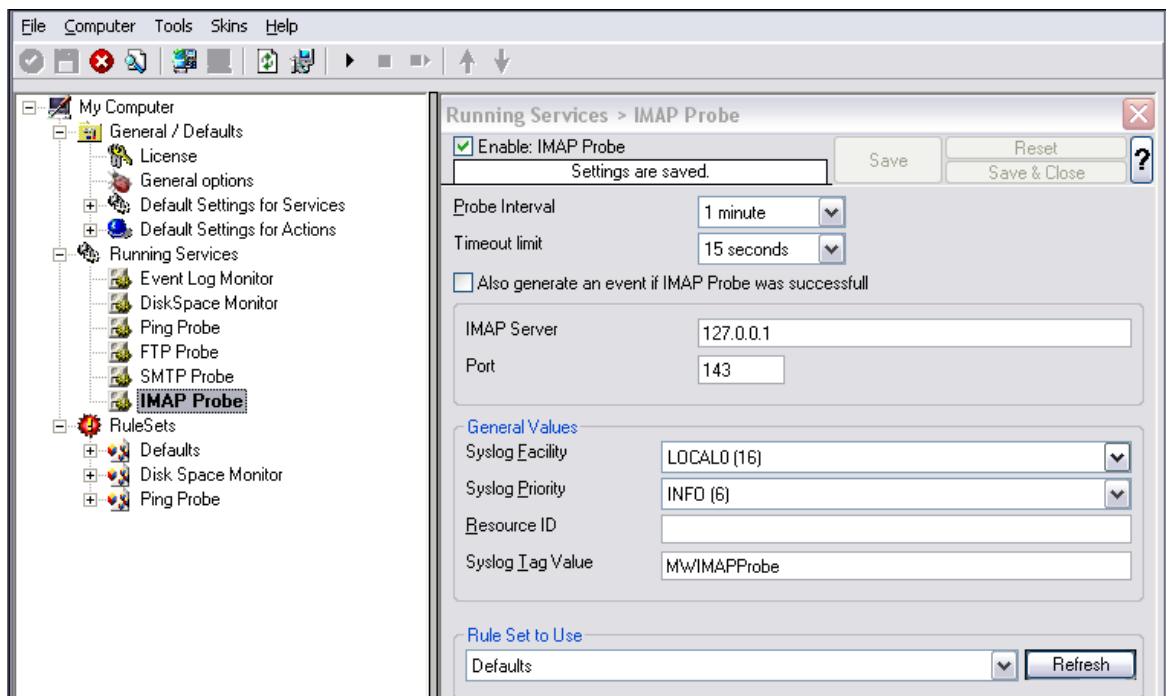 File Computer Tools Skins Help
My Computer
General / Defaults
License
General options
Default Settings for Services
Default Settings for Actions
Running Services
Event Log Monitor
DiskSpace Monitor
Ping Probe
FTP Probe
SMTP Probe
IMAP Probe
RuleSets
Defaults
Disk Space Monitor
Ping Probe
Running Services > IMAP Probe
Enable: IMAP Probe
Settings are saved.
Save
Reset
Save & Close
?
Probe Interval
1 minute
Timeout limit
15 seconds
Also generate an event if IMAP Probe was successfull
IMAP Server
127.0.0.1
Port
143
General Values
Syslog Facility
LOCAL0 (16)
Syslog Priority
INFO (6)
Resource ID
Syslog Tag Value
MWIMAPProbe
Rule Set to Use
Defaults
Refresh